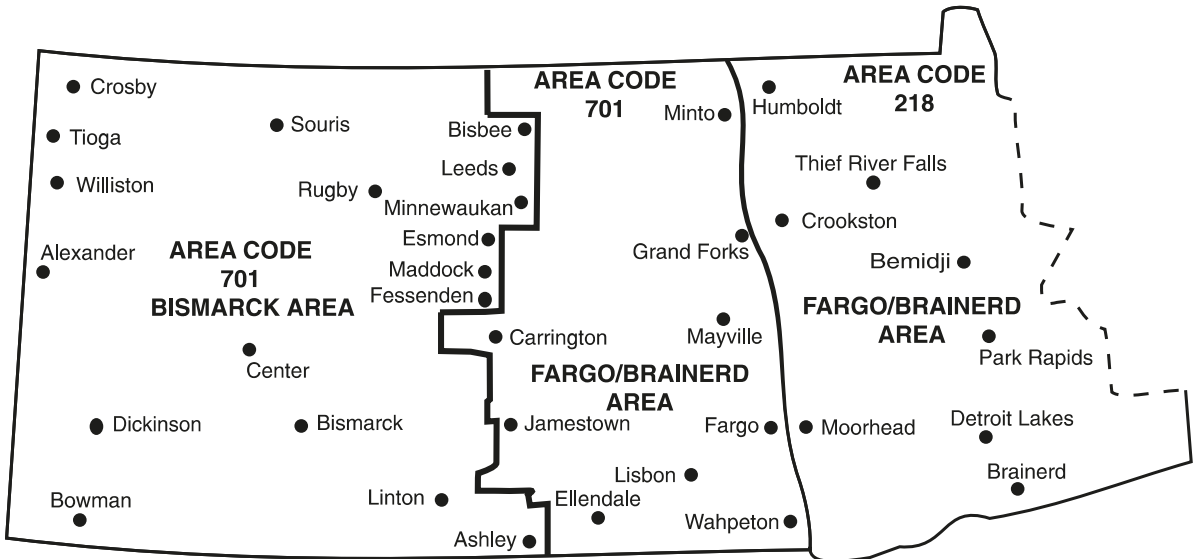 AREA CODE
701
AREA CODE
218
Crosby
Humboldt
Minto
Souris
Bisbee
Tioga
Leeds
Thief River Falls
Williston
Rugby
Minnewaukan
Crookston
Esmond
Grand Forks
Alexander
AREA CODE
701
BISMARCK AREA
Bemidji
Maddock
Fessenden
FARGO/BRAINERD
AREA
Carrington
Mayville
Park Rapids
Center
FARGO/BRAINERD
AREA
Dickinson
Bismarck
Jamestown
Fargo
Moorhead
Detroit Lakes
Lisbon
Brainerd
Bowman
Linton
Ellendale
Wahpeton
Ashley